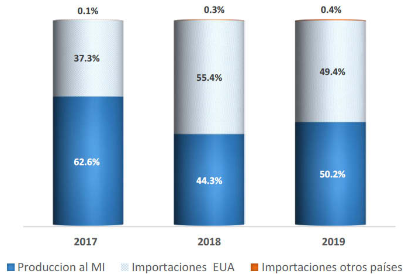 0.1% 0.3% 0.4%
37.3% 55.4% 49.4%
62.6% 44.3% 50.2%
2017 2018 2019
Produccion al MI Importaciones EUA Importaciones otros países